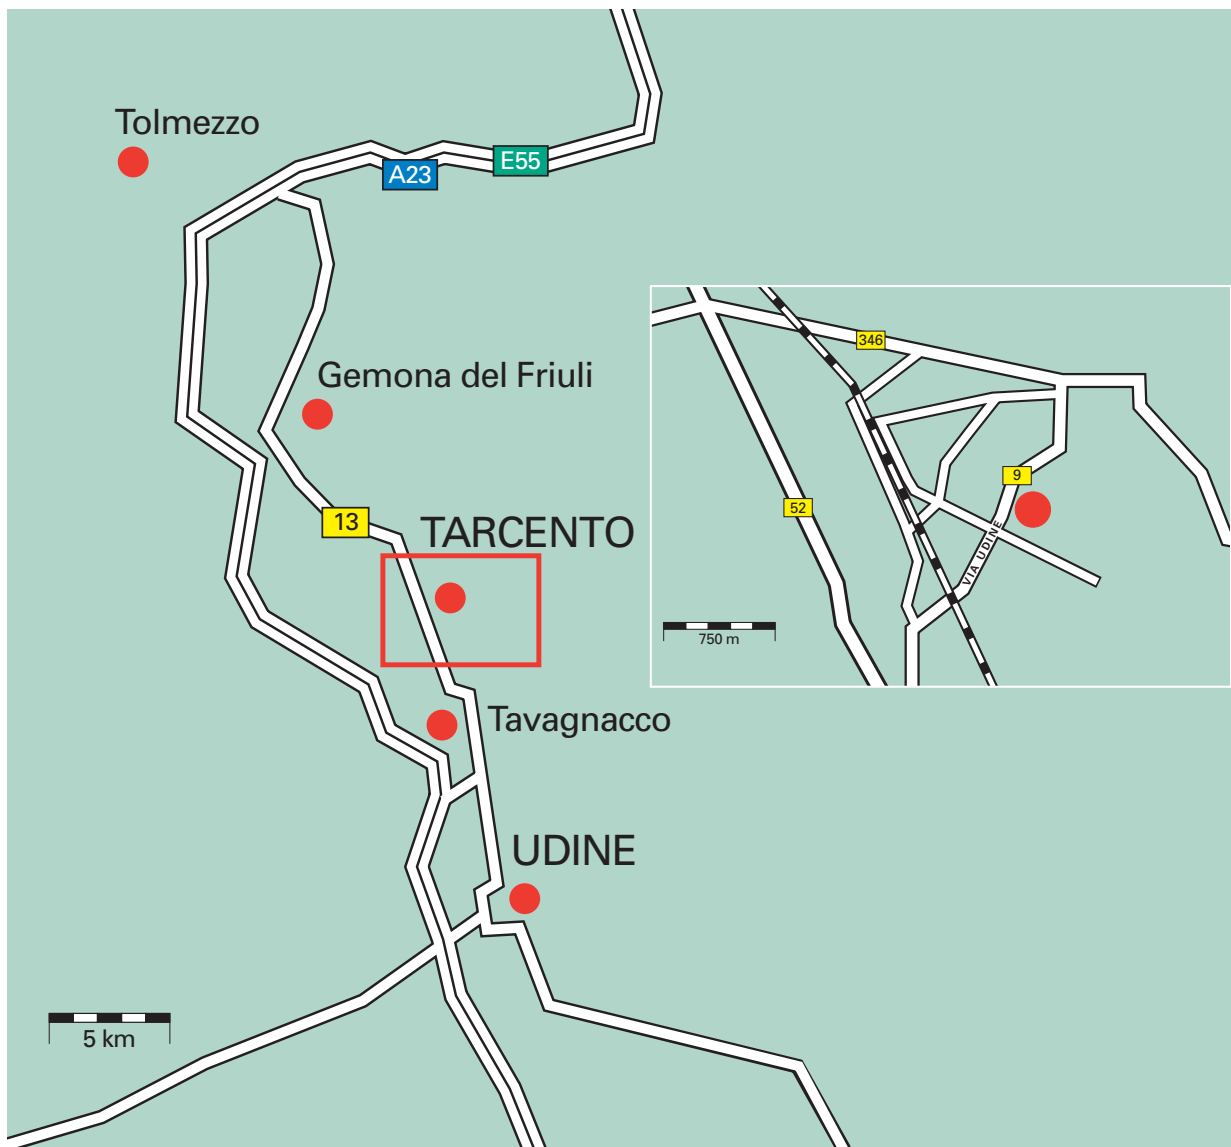 Tolmezzo
E55
A23
346
Gemona del Friuli
9
52
13
TARCENTO
VIA UDINE
750 m
Tavagnacco
UDINE
5 km